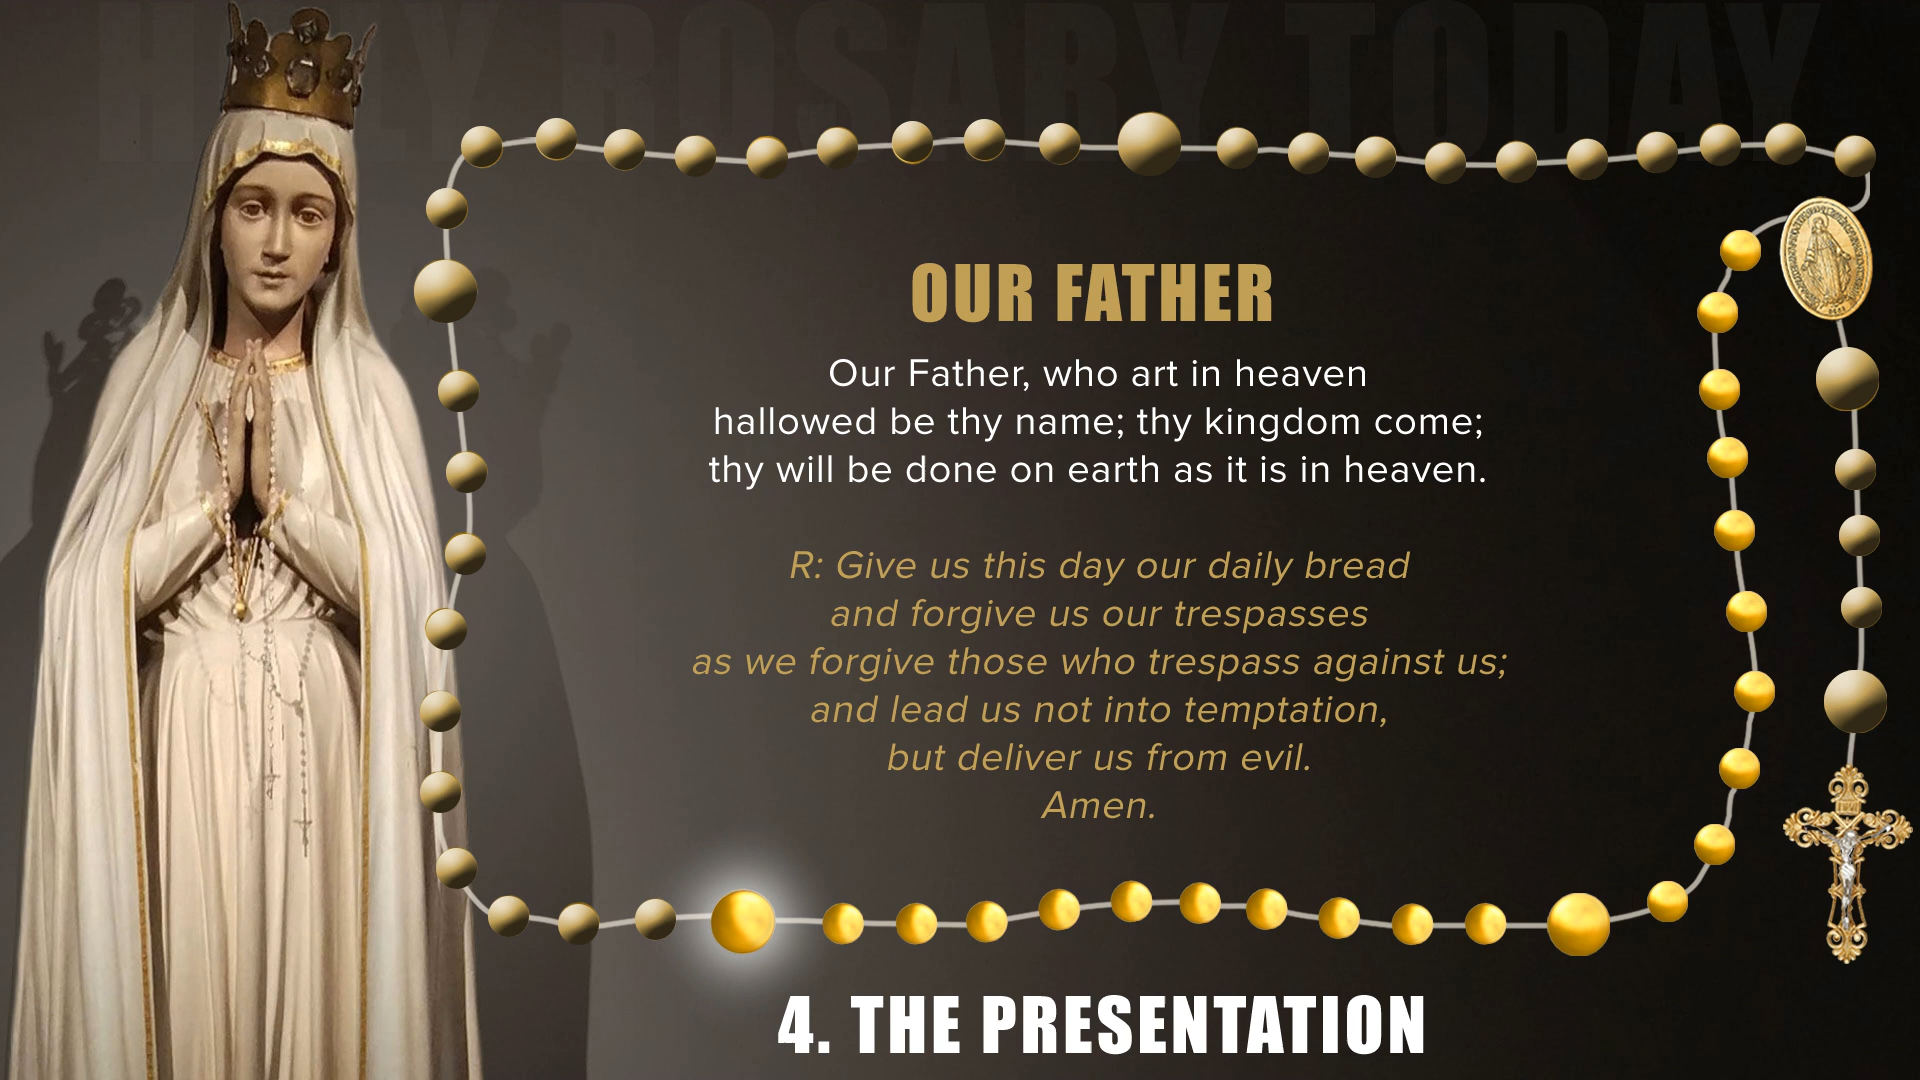 HOLY ROSARY TODAY
OUR FATHER
Our Father, who art in heaven
hallowed be thy name; thy kingdom come;
thy will be done on earth as it is in heaven.
R: Give us this day our daily bread
and forgive us our trespasses
as we forgive those who trespass against us;
and lead us not into temptation,
but deliver us from evil.
Amen.
4. THE PRESENTATION